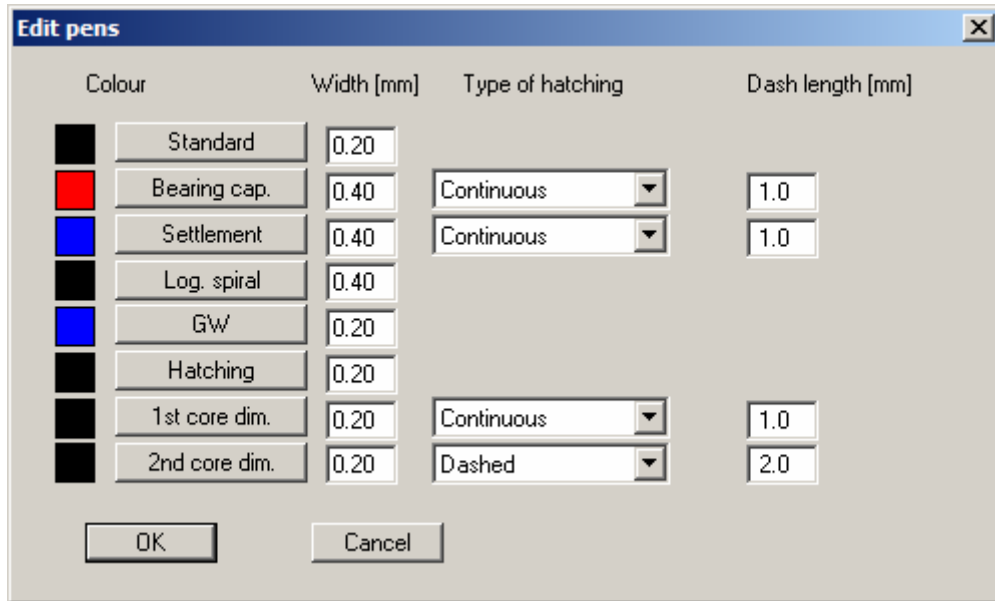 Edit pens
Colour Width [mm] Type of hatching Dash length [mm]
Standard 0.20
Bearing cap. 0.40 Continuous 1.0
Settlement 0.40 Continuous 1.0
Log. spiral 0.40
GW 0.20
Hatching 0.20
1st core dim. 0.20 Continuous 1.0
2nd core dim. 0.20 Dashed 2.0
OK Cancel